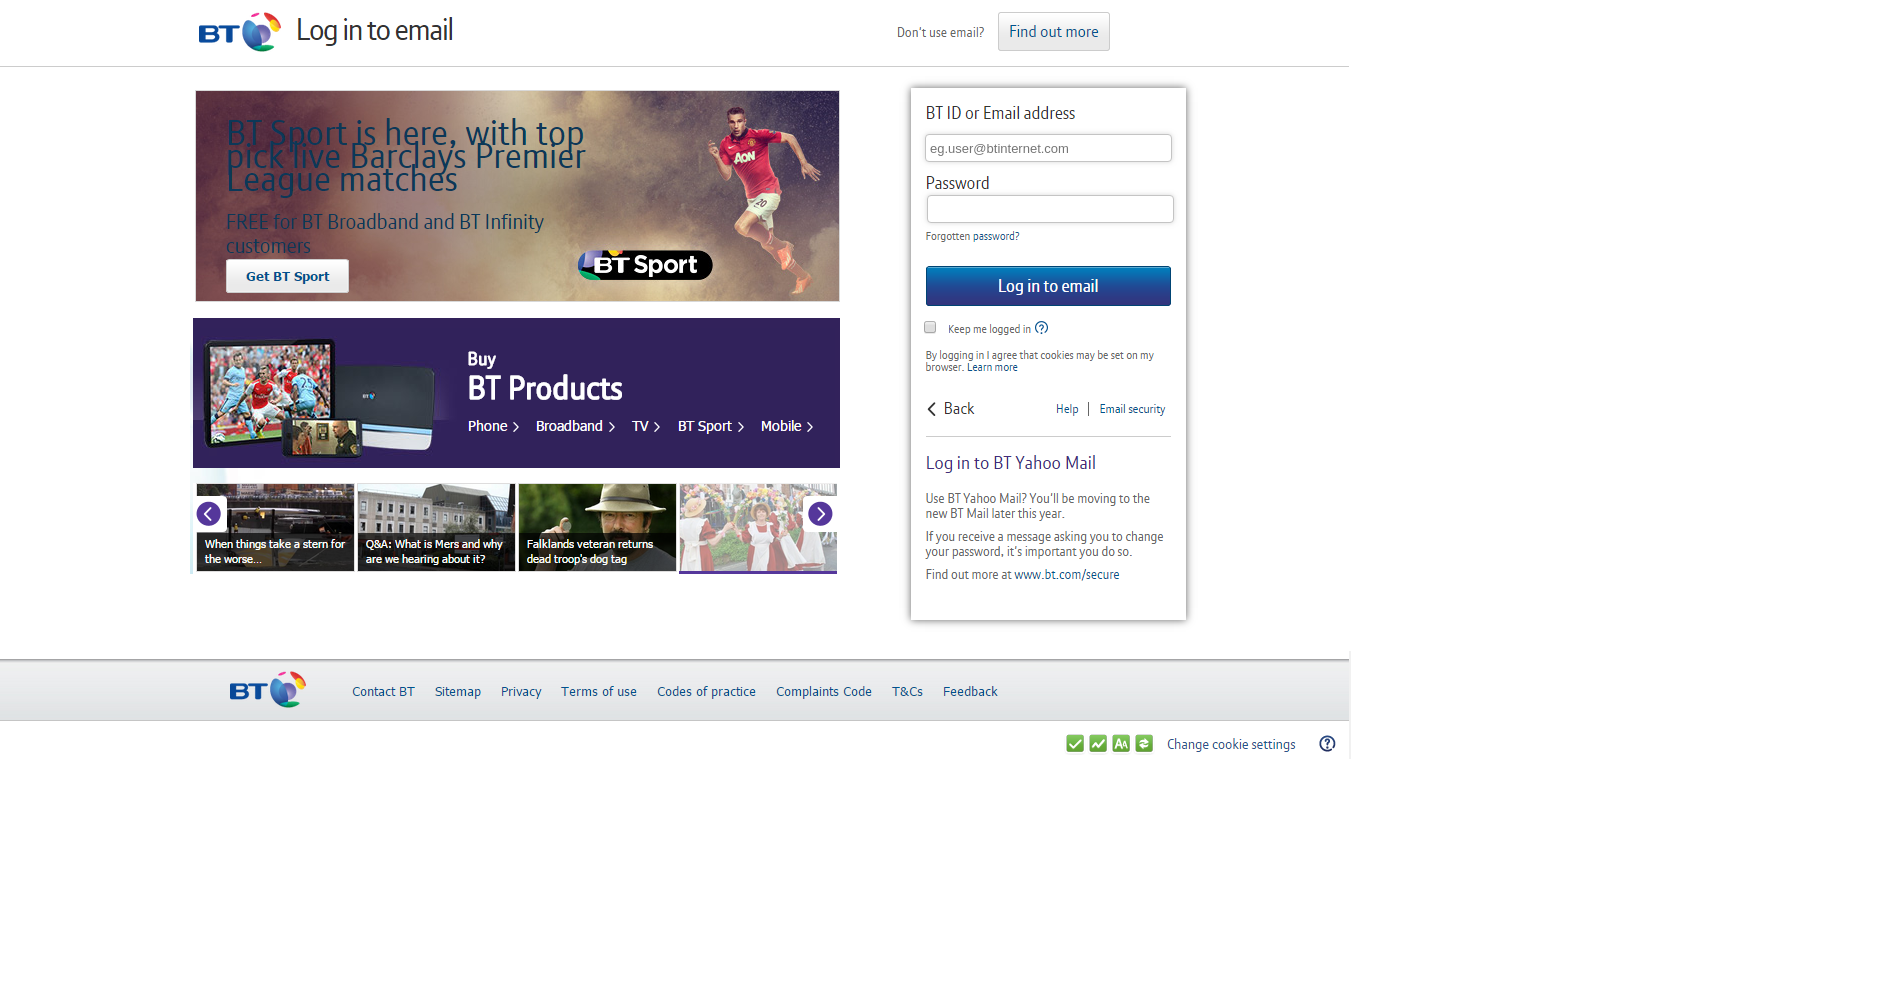 BT
Log in to email
Don't use email?
Find out more
BT Sport is here, with top
pick live Barclays Premier
League matches
FREE for BT Broadband and BT Infinity
customers
Get BT Sport
AON
20
BT Sport
BT ID or Email address
eg.user@btinternet.com
Password
Forgotten password?
Log in to email
Keep me logged in ?
By logging in I agree that cookies may be set on my
browser. Learn more
Back
Help | Email security
Log in to BT Yahoo Mail
Use BT Yahoo Mail? You'll be moving to the
new BT Mail later this year.
If you receive a message asking you to change
your password, it's important you do so.
Find out more at www.bt.com/secure
BT
Buy
BT Products
Phone
Broadband
TV
BT Sport
Mobile
When things take a stern for
the worse...
Q&A: What is Mers and why
are we hearing about it?
Falklands veteran returns
dead troop's dog tag
BT
Contact BT
Sitemap
Privacy
Terms of use
Codes of practice
Complaints Code
T&Cs
Feedback
AA
Change cookie settings
?